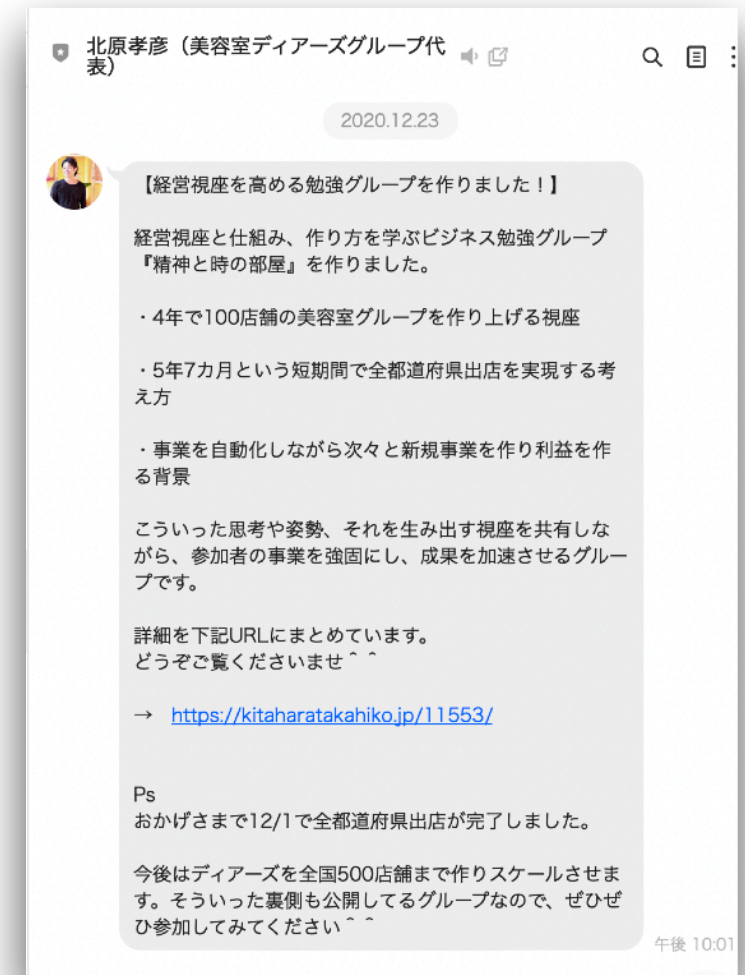 北原孝彦（美容室ディアーズグループ代
表）
2020.12.23
【経営視座を高める勉強グループを作りました！】
経営視座と仕組み、作り方を学ぶビジネス勉強グループ
『精神と時の部屋』を作りました。
・4年で100店舗の美容室グループを作り上げる視座
・5年7カ月という短期間で全都道府県出店を実現する考
え方
・事業を自動化しながら次々と新規事業を作り利益を作
る背景
こういった思考や姿勢、それを生み出す視座を共有しな
がら、参加者の事業を強固にし、成果を加速させるグルー
プです。
詳細を下記URLにまとめています。
どうぞご覧くださいませ＾＾
→ https://kitaharatakahiko.jp/11553/
Ps
おかげさまで12/1で全都道府県出店が完了しました。
今後はディアーズを全国500店舗まで作りスケールさせま
す。そういった裏側も公開してるグループなので、ぜひぜ
ひ参加してみてください＾＾
午後 10:01